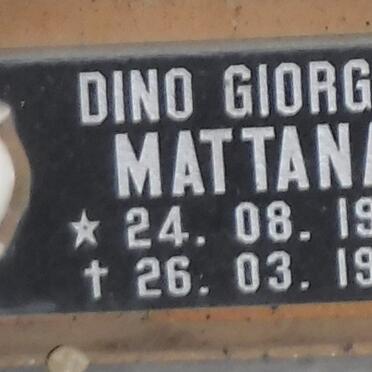 DINO GIORG
MATTANA
★ 24. 08. 19
† 26. 03. 19